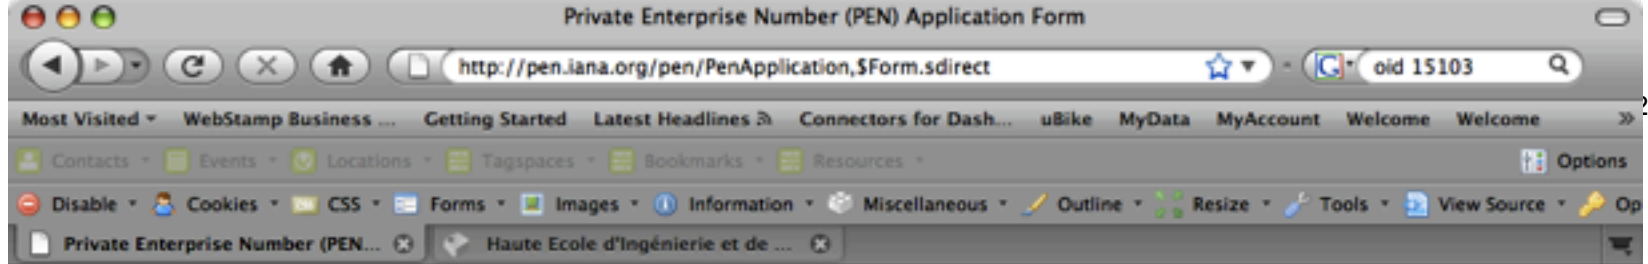 Private Enterprise Number (PEN) Application Form
http://pen.iana.org/pen/PenApplication,$Form.sdirect oid 15103
Most Visited WebStamp Business ... Getting Started Latest Headlines Connectors for Dash... uBike MyData MyAccount Welcome Welcome »
2
Contacts Events Locations Tagspaces Bookmarks Resources Options
Disable Cookies CSS Forms Images Information Miscellaneous Outline Resize Tools View Source Op
Private Enterprise Number (PEN... Haute Ecole d'Ingénierie et de ...